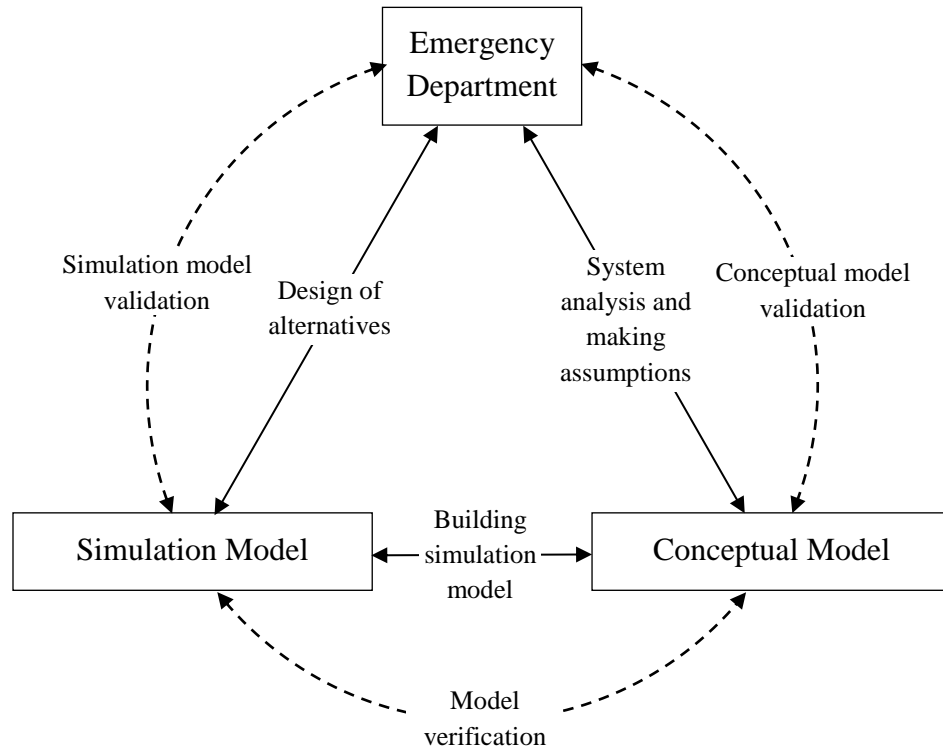 Emergency
Department
Simulation model
validation
Design of
alternatives
System
analysis and
making
assumptions
Conceptual model
validation
Simulation Model
Building
simulation
model
Conceptual Model
Model
verification